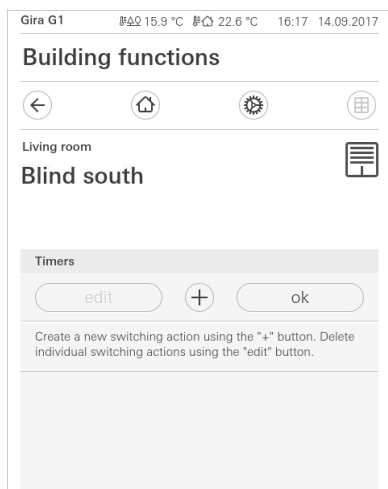 Gira G1 15.9 °C 22.6 °C 16:17 14.09.2017
Building functions
Living room
Blind south
Timers
edit + ok
Create a new switching action using the "+" button. Delete
individual switching actions using the "edit" button.